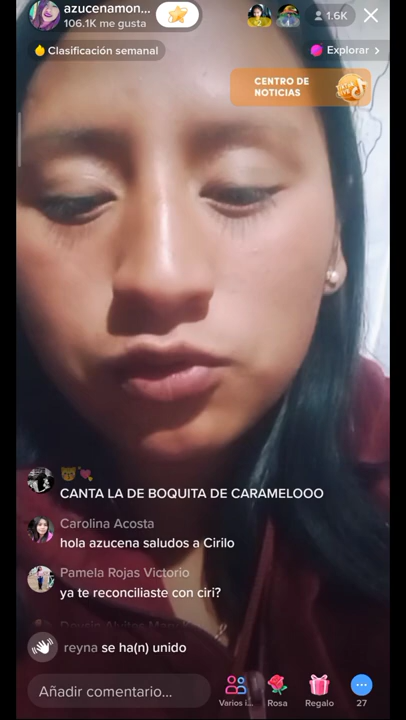 azucenamon...
106.1K me gusta
1.6K
Clasificación semanal
Explorar >
CENTRO DE
NOTICIAS
CANTA LA DE BOQUITA DE CARAMELOOO
Carolina Acosta
hola azucena saludos a Cirilo
Pamela Rojas Victorio
ya te reconciliaste con ciri?
reyna se ha(n) unido
Añadir comentario...
Varios i...
Rosa
Regalo
27